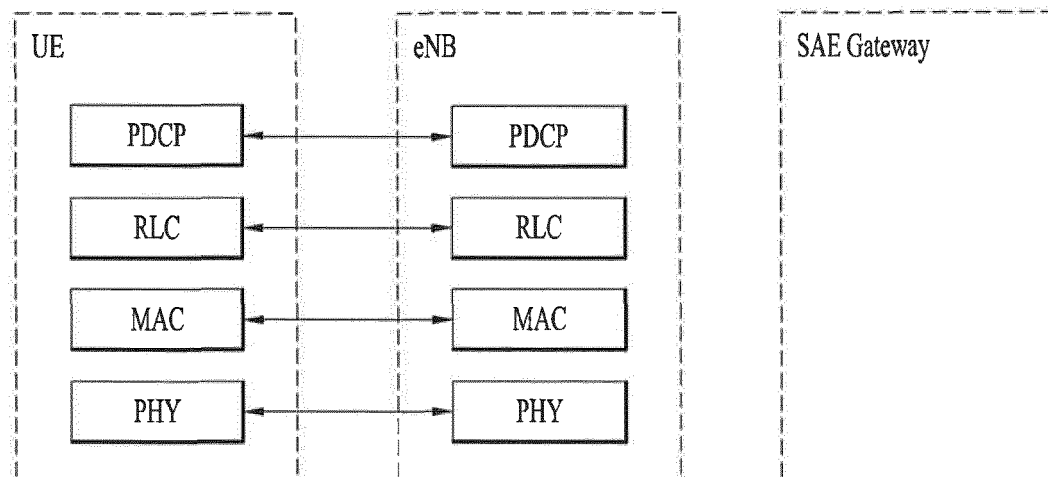 UE
eNB
SAE Gateway
PDCP
PDCP
RLC
RLC
MAC
MAC
PHY
PHY